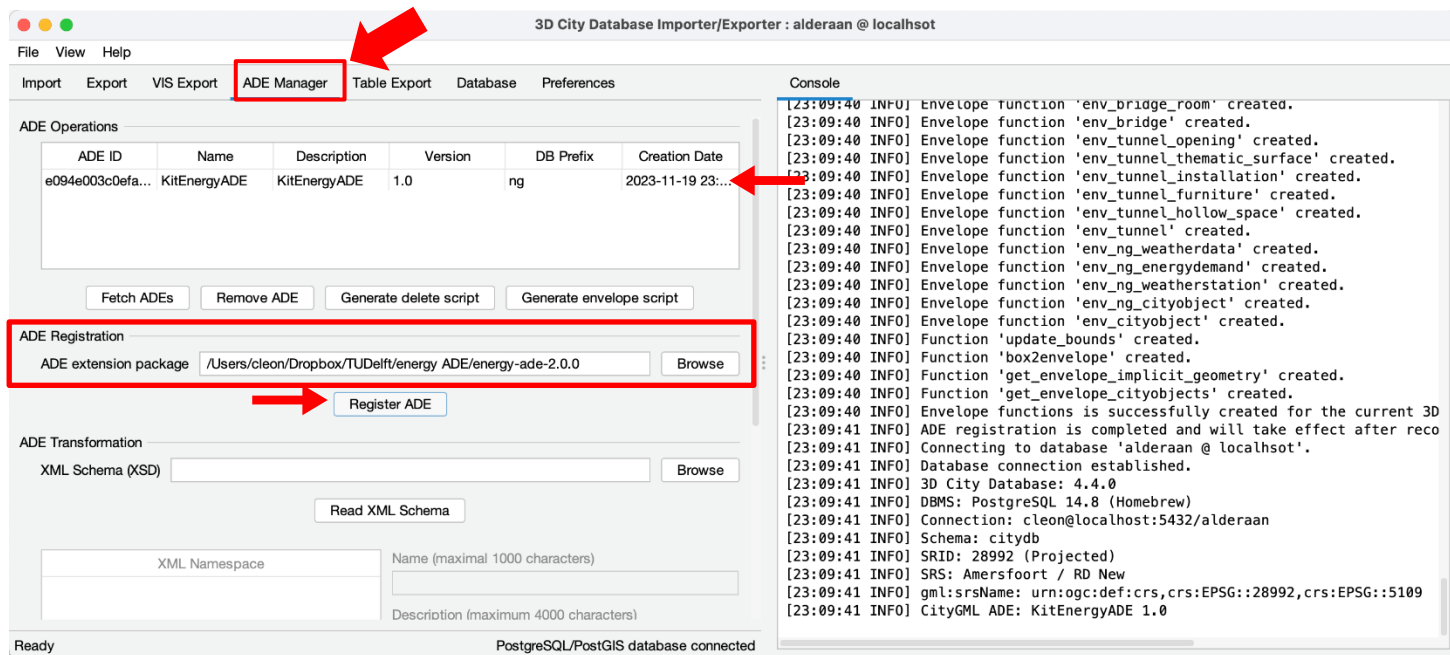 3D City Database Importer/Exporter : alderaan @ localhsot
File View Help
Import Export VIS Export ADE Manager Table Export Database Preferences
ADE Operations
ADE ID Name Description Version DB Prefix Creation Date
e094e003c0efa... KitEnergyADE KitEnergyADE 1.0 ng 2023-11-19 23:...
Fetch ADEs Remove ADE Generate delete script Generate envelope script
ADE Registration
ADE extension package /Users/cleon/Dropbox/TUDelft/energy ADE/energy-ade-2.0.0 Browse
Register ADE
ADE Transformation
XML Schema (XSD) Browse
Read XML Schema
XML Namespace
Name (maximal 1000 characters)
Description (maximum 4000 characters)
Ready PostgreSQL/PostGIS database connected
Console
[23:09:40 INFO] Envelope function 'env_bridge_room' created.
[23:09:40 INFO] Envelope function 'env_bridge' created.
[23:09:40 INFO] Envelope function 'env_tunnel_opening' created.
[23:09:40 INFO] Envelope function 'env_tunnel_thematic_surface' created.
[23:09:40 INFO] Envelope function 'env_tunnel_installation' created.
[23:09:40 INFO] Envelope function 'env_tunnel_furniture' created.
[23:09:40 INFO] Envelope function 'env_tunnel_hollow_space' created.
[23:09:40 INFO] Envelope function 'env_tunnel' created.
[23:09:40 INFO] Envelope function 'env_ng_weatherdata' created.
[23:09:40 INFO] Envelope function 'env_ng_energydemand' created.
[23:09:40 INFO] Envelope function 'env_ng_weatherstation' created.
[23:09:40 INFO] Envelope function 'env_ng_cityobject' created.
[23:09:40 INFO] Envelope function 'env_cityobject' created.
[23:09:40 INFO] Function 'update_bounds' created.
[23:09:40 INFO] Function 'box2envelope' created.
[23:09:40 INFO] Function 'get_envelope_implicit_geometry' created.
[23:09:40 INFO] Function 'get_envelope_cityobjects' created.
[23:09:40 INFO] Envelope functions is successfully created for the current 3D
[23:09:41 INFO] ADE registration is completed and will take effect after reco
[23:09:41 INFO] Connecting to database 'alderaan @ localhsot'.
[23:09:41 INFO] Database connection established.
[23:09:41 INFO] 3D City Database: 4.4.0
[23:09:41 INFO] DBMS: PostgreSQL 14.8 (Homebrew)
[23:09:41 INFO] Connection: cleon@localhost:5432/alderaan
[23:09:41 INFO] Schema: citydb
[23:09:41 INFO] SRID: 28992 (Projected)
[23:09:41 INFO] SRS: Amersfoort / RD New
[23:09:41 INFO] gml:srsName: urn:ogc:def:crs,crs:EPSG::28992,crs:EPSG::5109
[23:09:41 INFO] CityGML ADE: KitEnergyADE 1.0